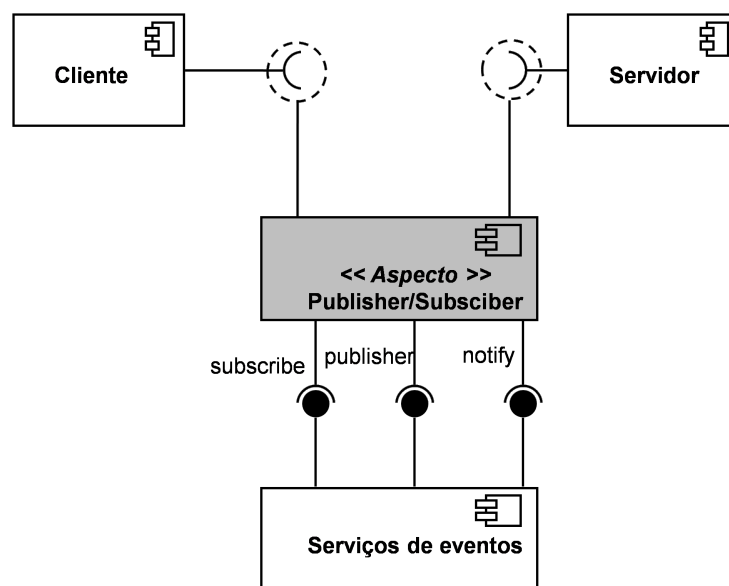 Cliente
Servidor
<< Aspecto >>
Publisher/Subsciber
subscribe
publisher
notify
Serviços de eventos